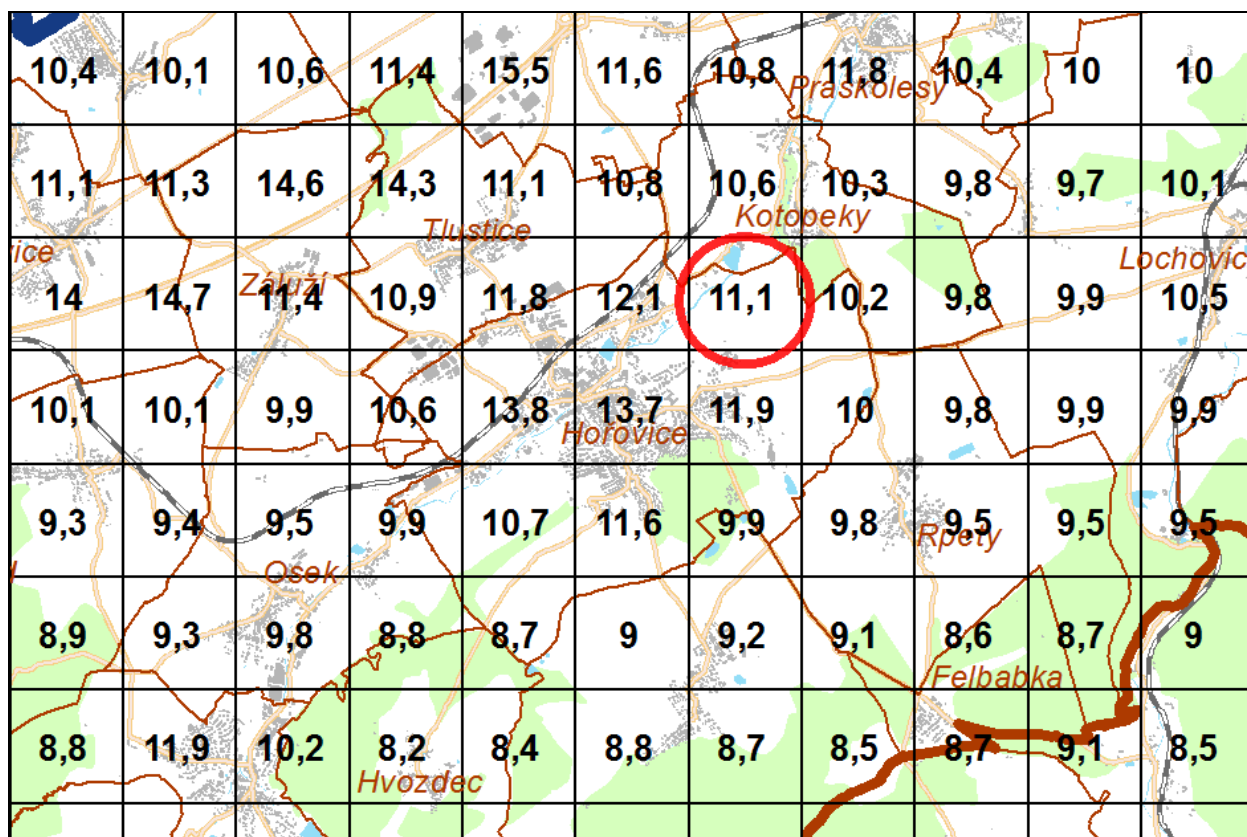 10,4 10,1 10,6 11,4 15,5 11,6 10,8 11,8 10,4 10 10
Praskolesy
11,1 11,3 14,6 14,3 11,1 10,8 10,6 10,3 9,8 9,7 10,1
Kotopeky
Tlustice
vice
Lochovic
Záluží
14 14,7 11,4 10,9 11,8 12,1 11,1 10,2 9,8 9,9 10,5
10,1 10,1 9,9 10,6 13,8 13,7 11,9 10 9,8 9,9 9,9
Hořovice
9,3 9,4 9,5 9,9 10,7 11,6 9,9 9,8 9,5 9,5 9,5
Rpety
Osek
8,9 9,3 9,8 8,8 8,7 9 9,2 9,1 8,6 8,7 9
Felbabka
8,8 11,9 10,2 8,2 8,4 8,8 8,7 8,5 8,7 9,1 8,5
Hvozdec